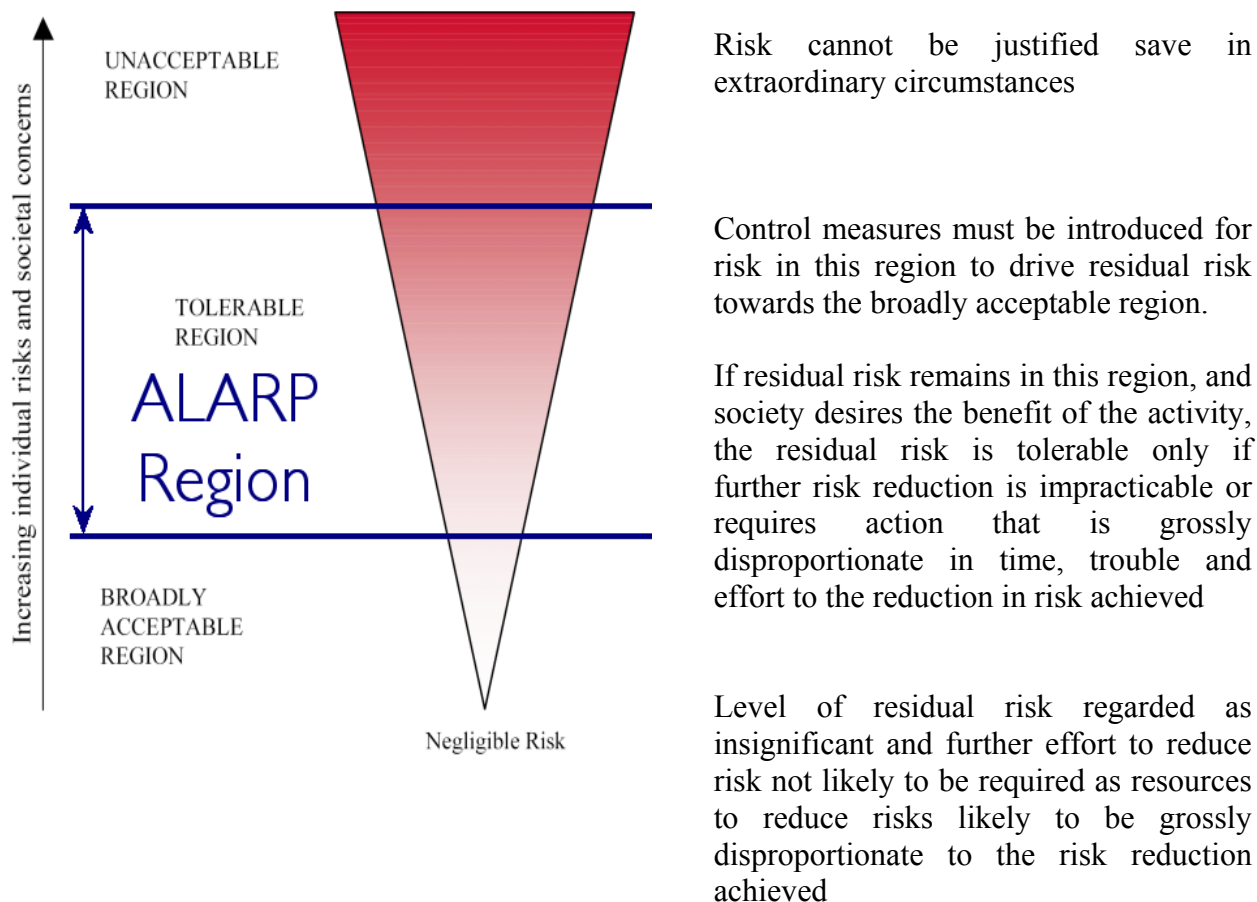 Increasing individual risks and societal concerns
UNACCEPTABLE
REGION
Risk cannot be justified save in
extraordinary circumstances
TOLERABLE
REGION
ALARP
Region
Control measures must be introduced for
risk in this region to drive residual risk
towards the broadly acceptable region.
If residual risk remains in this region, and
society desires the benefit of the activity,
the residual risk is tolerable only if
further risk reduction is impracticable or
requires action that is grossly
disproportionate in time, trouble and
effort to the reduction in risk achieved
BROADLY
ACCEPTABLE
REGION
Negligible Risk
Level of residual risk regarded as
insignificant and further effort to reduce
risk not likely to be required as resources
to reduce risks likely to be grossly
disproportionate to the risk reduction
achieved